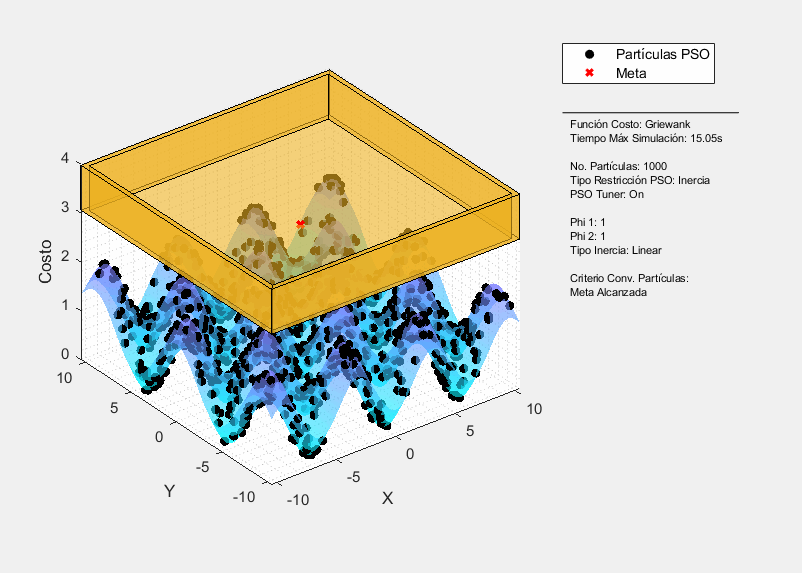 Partículas PSO
Meta
Función Costo: Griewank
Tiempo Máx Simulación: 15.05s
No. Partículas: 1000
Tipo Restricción PSO: Inercia
PSO Tuner: On
Phi 1: 1
Phi 2: 1
Tipo Inercia: Linear
Criterio Conv. Partículas:
Meta Alcanzada
Costo
4
3
2
1
0
10
5
0
-5
-10
Y
-10
-5
0
5
10
X